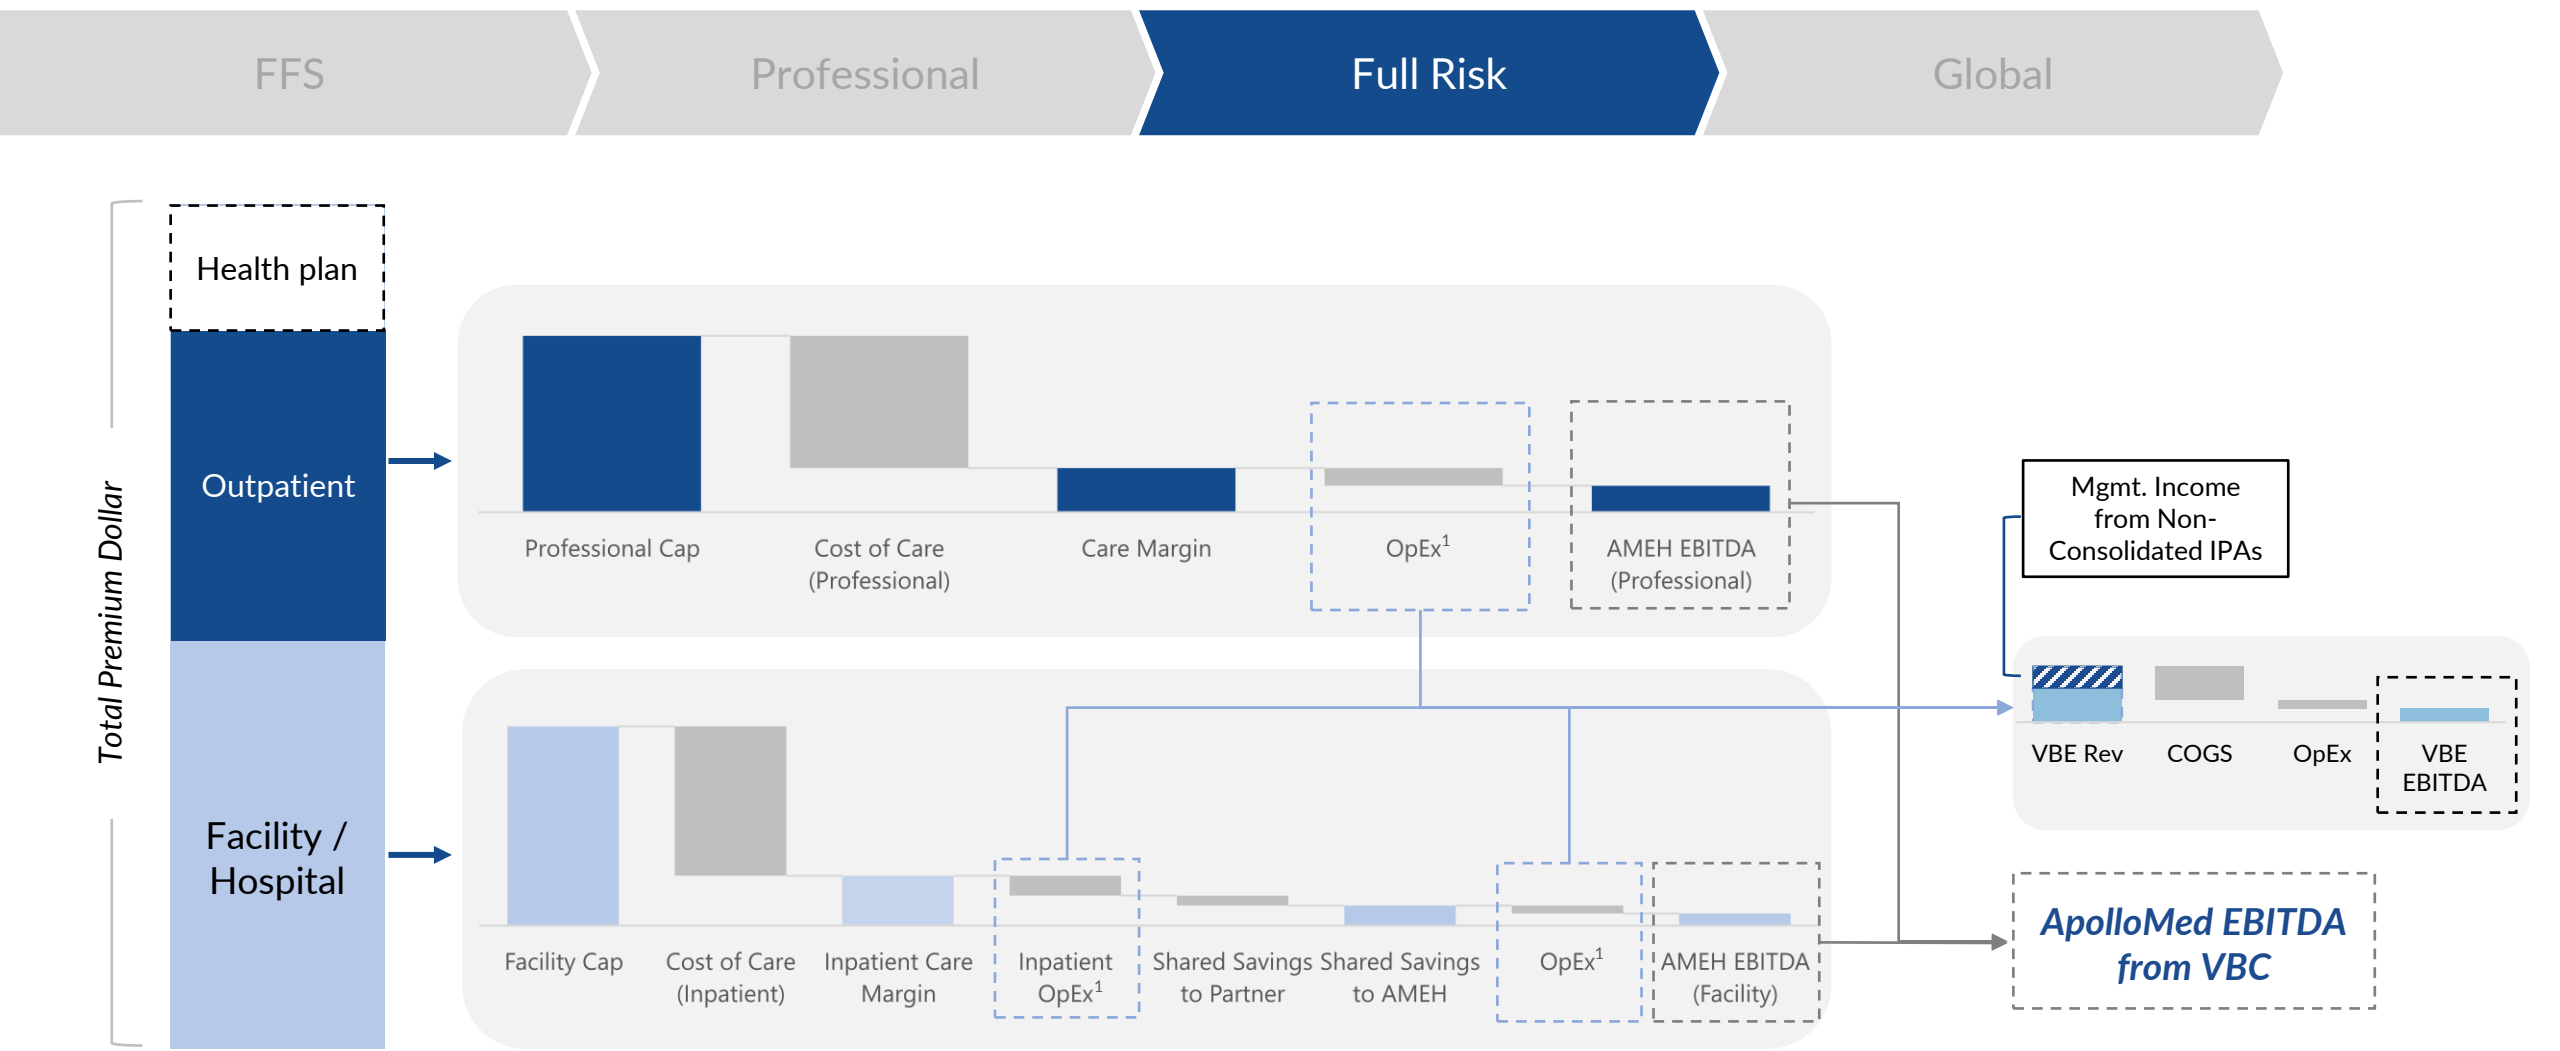 FFS
Professional
Full Risk
Global
Total Premium Dollar
Health plan
Outpatient
Facility /
Hospital
Professional Cap
Cost of Care
(Professional)
Care Margin
OpEx¹
AMEH EBITDA
(Professional)
Facility Cap
Cost of Care
(Inpatient)
Inpatient Care
Margin
Inpatient
OpEx¹
Shared Savings
to Partner
Shared Savings
to AMEH
OpEx¹
AMEH EBITDA
(Facility)
Mgmt. Income
from Non-
Consolidated IPAs
VBE Rev
COGS
OpEx
VBE
EBITDA
ApolloMed EBITDA
from VBC